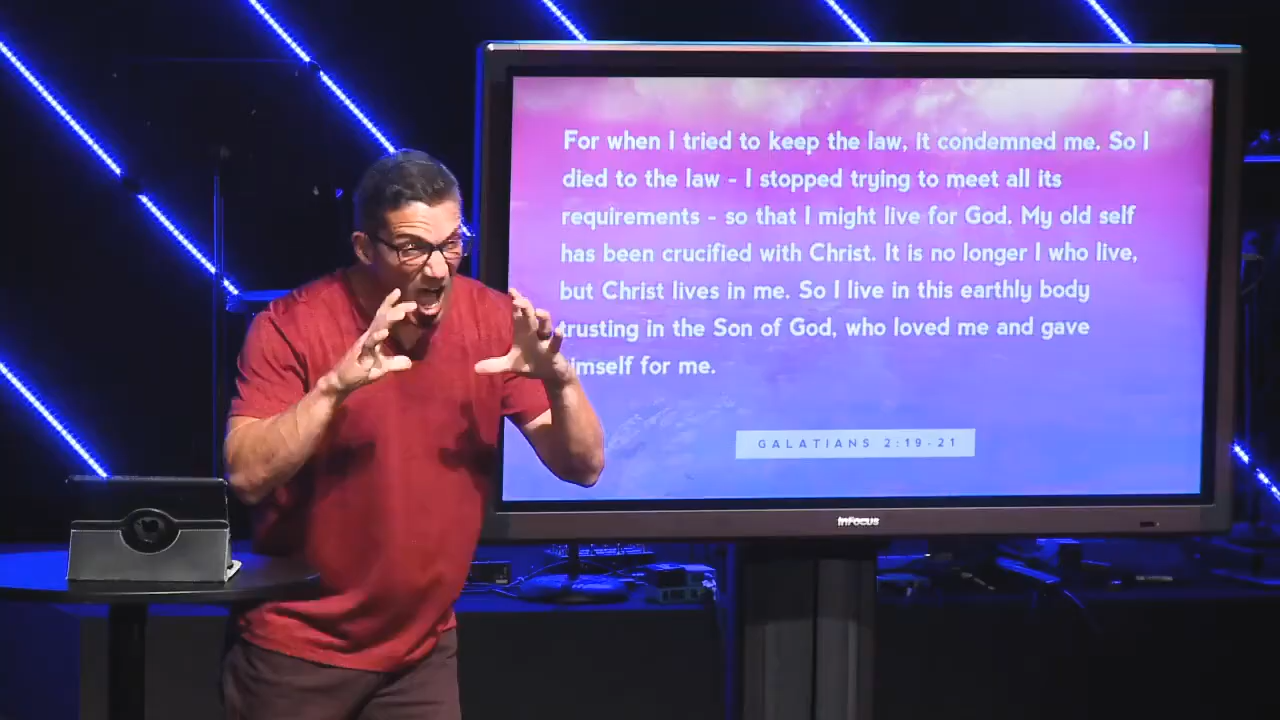 For when I tried to keep the law, it condemned me. So I
died to the law - I stopped trying to meet all its
requirements - so that I might live for God. My old self
has been crucified with Christ. It is no longer I who live,
but Christ lives in me. So I live in this earthly body
trusting in the Son of God, who loved me and gave
imself for me.
GALATIANS 2:19-21
InFocus